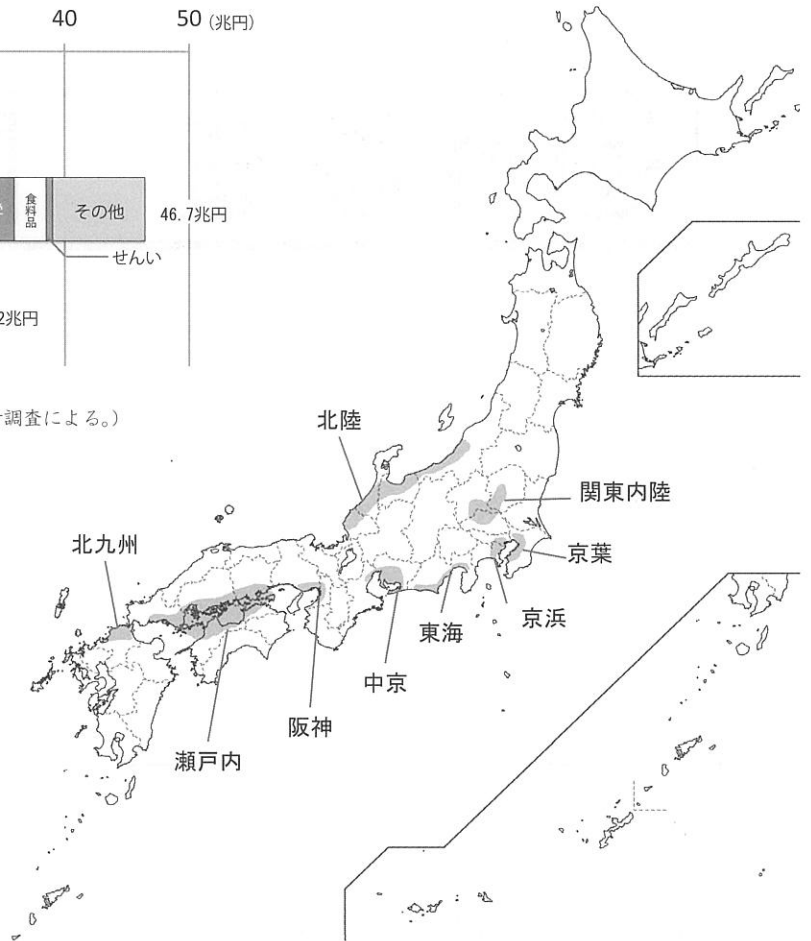 40
50 (兆円)
食料品
その他
46.7兆円
せんい
2兆円
調査による。)
北陸
関東内陸
北九州
京葉
京浜
東海
中京
阪神
瀬戸内